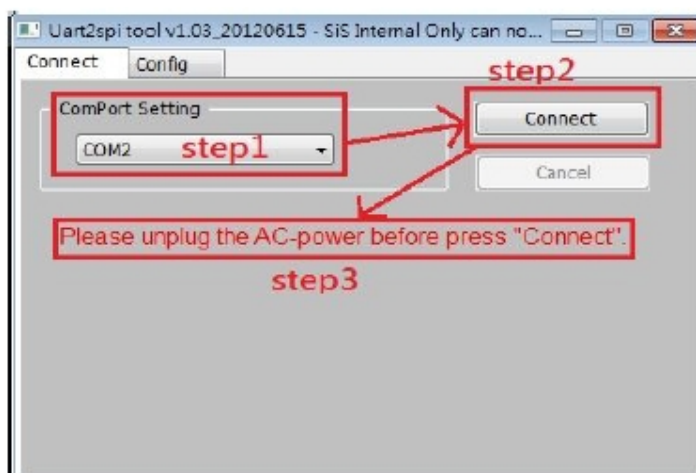 Uart2spi tool v1.03_20120615 - SiS Internal Only can no...
Connect Config
step2
ComPort Setting
Connect
COM2 step1
Cancel
Please unplug the AC-power before press "Connect".
step3